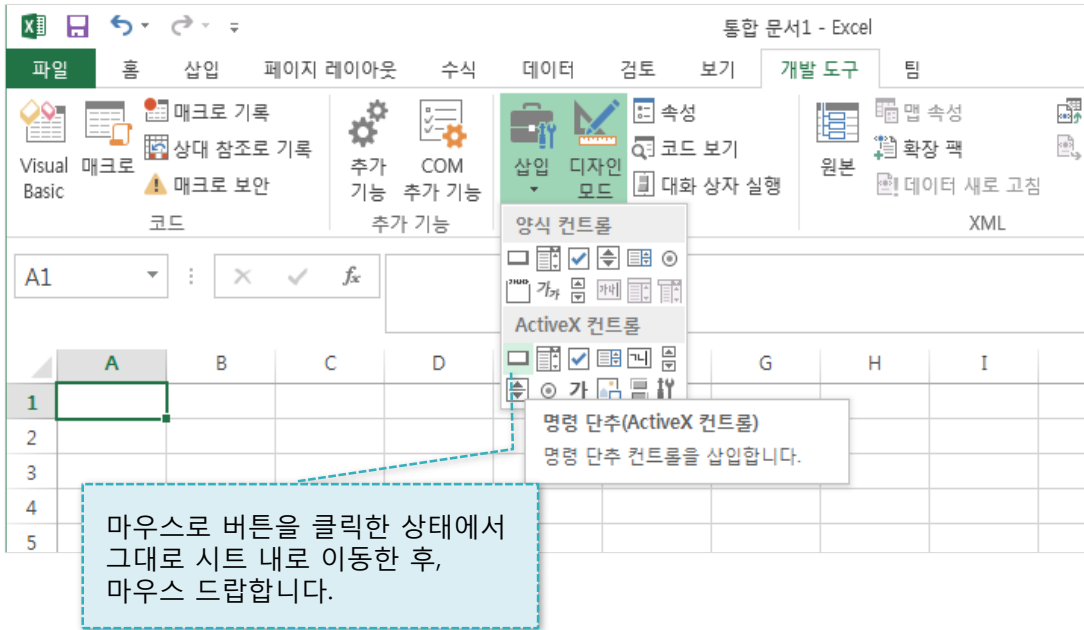 통합 문서1 - Excel
파일 홈 삽입 페이지 레이아웃 수식 데이터 검토 보기 개발 도구 팀
Visual Basic
매크로
매크로 기록
상대 참조로 기록
매크로 보안
코드
추가 기능
COM 추가 기능
추가 기능
삽입
디자인 모드
속성
코드 보기
대화 상자 실행
원본
맵 속성
확장 팩
데이터 새로 고침
XML
양식 컨트롤
가가
ActiveX 컨트롤
가
A1
fx
A B C D G H I
1
2
3
4
5
명령 단추(ActiveX 컨트롤)
명령 단추 컨트롤을 삽입합니다.
마우스로 버튼을 클릭한 상태에서
그대로 시트 내로 이동한 후,
마우스 드랍합니다.